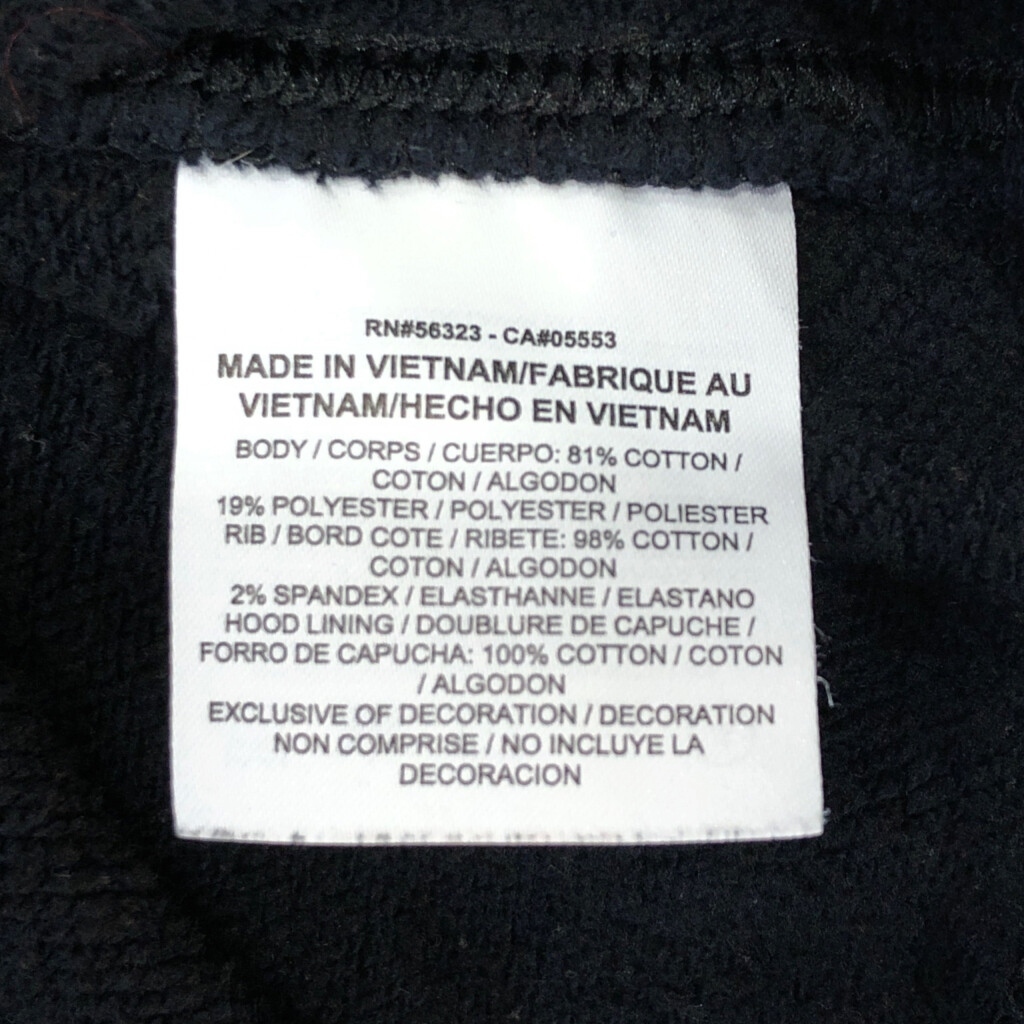 RN#56323 - CA#05553
MADE IN VIETNAM/FABRIQUE AU
VIETNAM/HECHO EN VIETNAM
BODY / CORPS / CUERPO: 81% COTTON /
COTON / ALGODON
19% POLYESTER / POLYESTER / POLIESTER
RIB / BORD COTE / RIBETE: 98% COTTON /
COTON / ALGODON
2% SPANDEX / ELASTHANNE / ELASTANO
HOOD LINING / DOUBLURE DE CAPUCHE /
FORRO DE CAPUCHA: 100% COTTON / COTON
/ ALGODON
EXCLUSIVE OF DECORATION / DECORATION
NON COMPRISE / NO INCLUYE LA
DECORACION